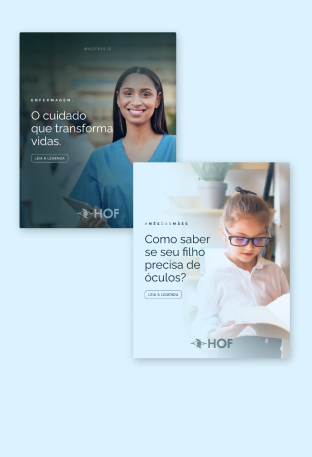 ENFERMAGEM:
O cuidado
que transforma
vidas.
LEIA A LEGENDA
HOF
#MÊSDASMÃES
Como saber
se seu filho
precisa de
óculos?
LEIA A LEGENDA
HOF